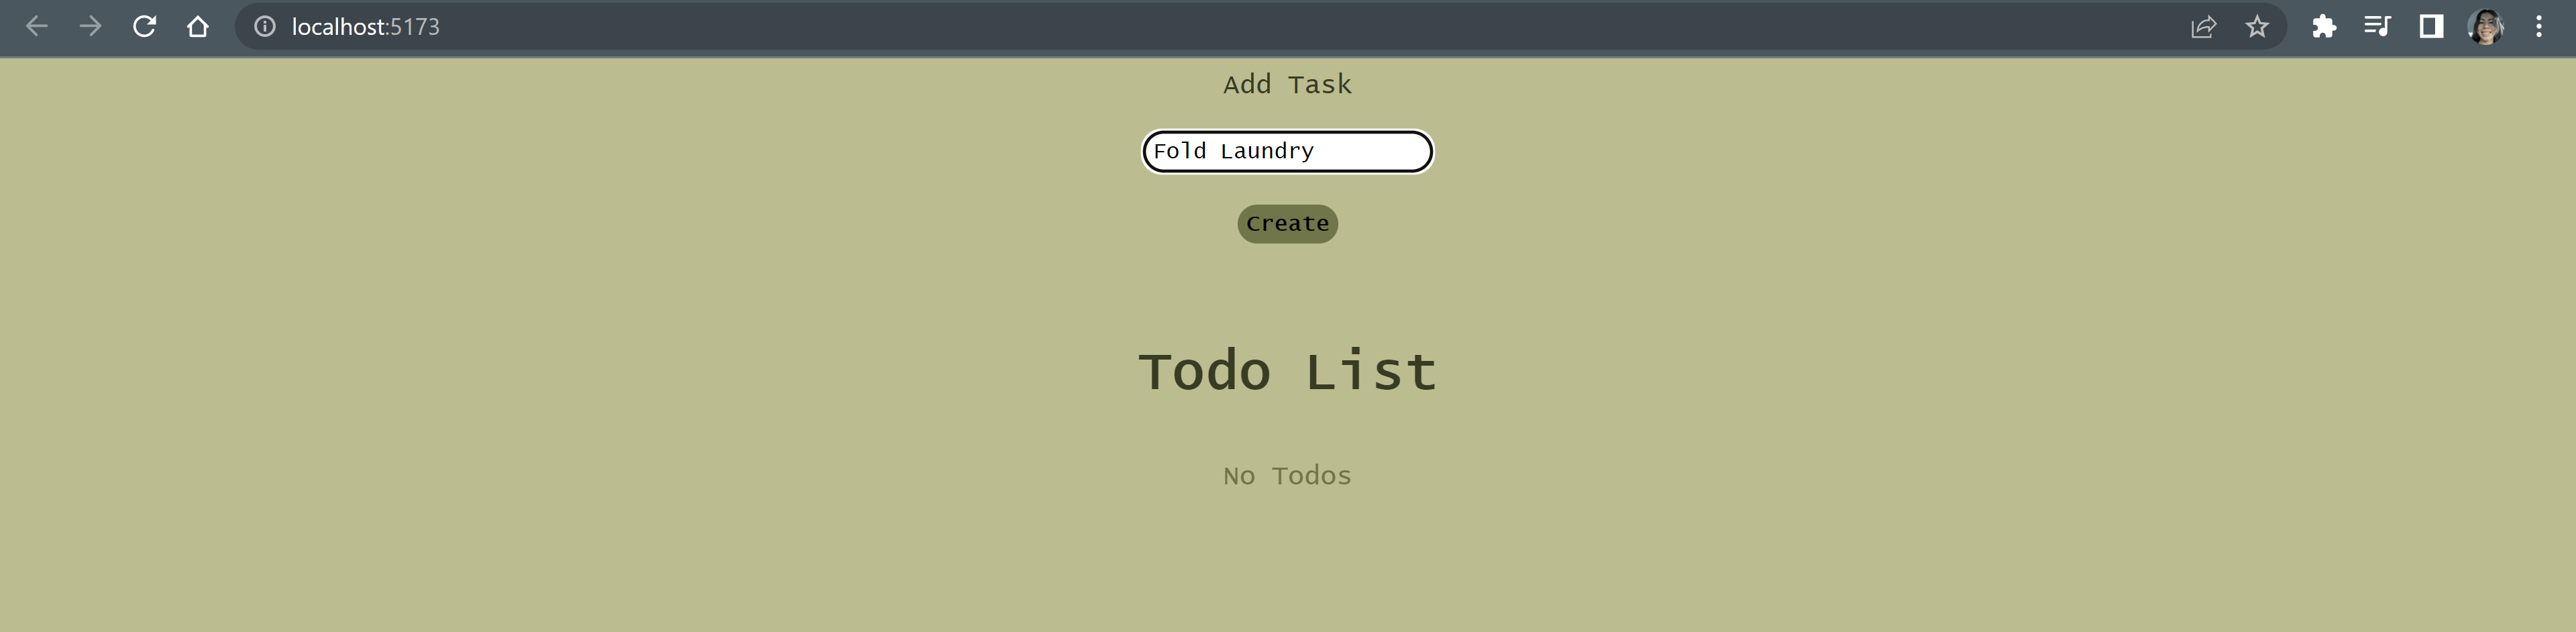 localhost:5173
Add Task
Fold Laundry
Create
Todo List
No Todos